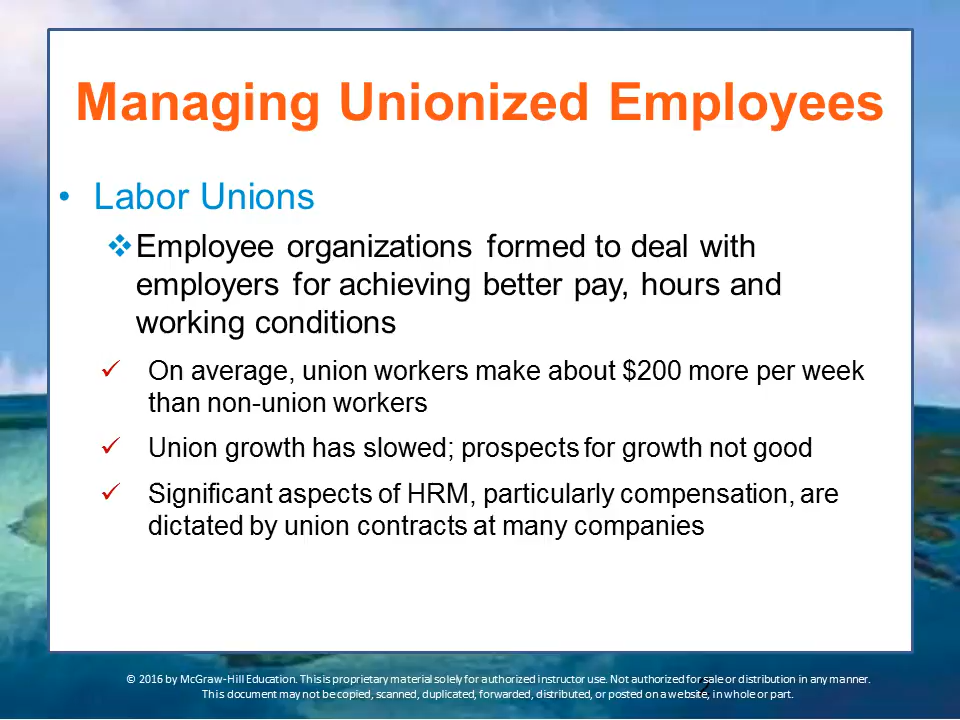 Managing Unionized Employees
• Labor Unions
❖Employee organizations formed to deal with
employers for achieving better pay, hours and
working conditions
✓ On average, union workers make about $200 more per week
than non-union workers
✓ Union growth has slowed; prospects for growth not good
✓ Significant aspects of HRM, particularly compensation, are
dictated by union contracts at many companies
© 2016 by McGraw-Hill Education. This is proprietary material solely for authorized instructor use. Not authorized for sale or distribution in any manner.
This document may not be copied, scanned, duplicated, forwarded, distributed, or posted on a website, in whole or part.